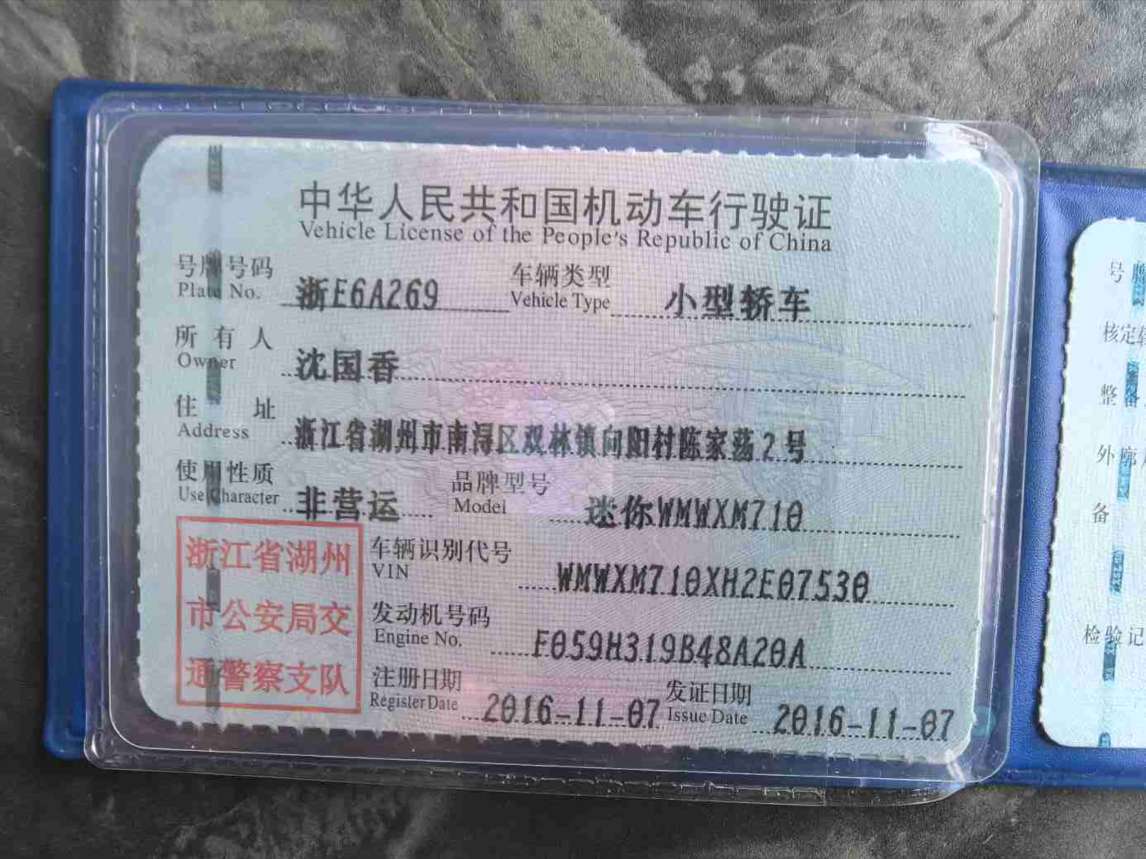 中华人民共和国机动车行驶证
Vehicle License of the People's Republic of China
号牌号码 浙E6A269 车辆类型 小型轿车
Plate No. Vehicle Type
所有人 沈国香
Owner
住址 浙江省湖州市南浔区双林镇向阳村陈家荡2号
Address
使用性质 非营运 品牌型号 迷你WMWXM710
Use Character Model
浙江省湖州
市公安局交
通警察支队
车辆识别代号 WMWXM710XH2E07530
VIN
发动机号码 F059H319B48A20A
Engine No.
注册日期 2016-11-07 发证日期 2016-11-07
Register Date Issue Date
号
核定
整备
外廓
备
检验记